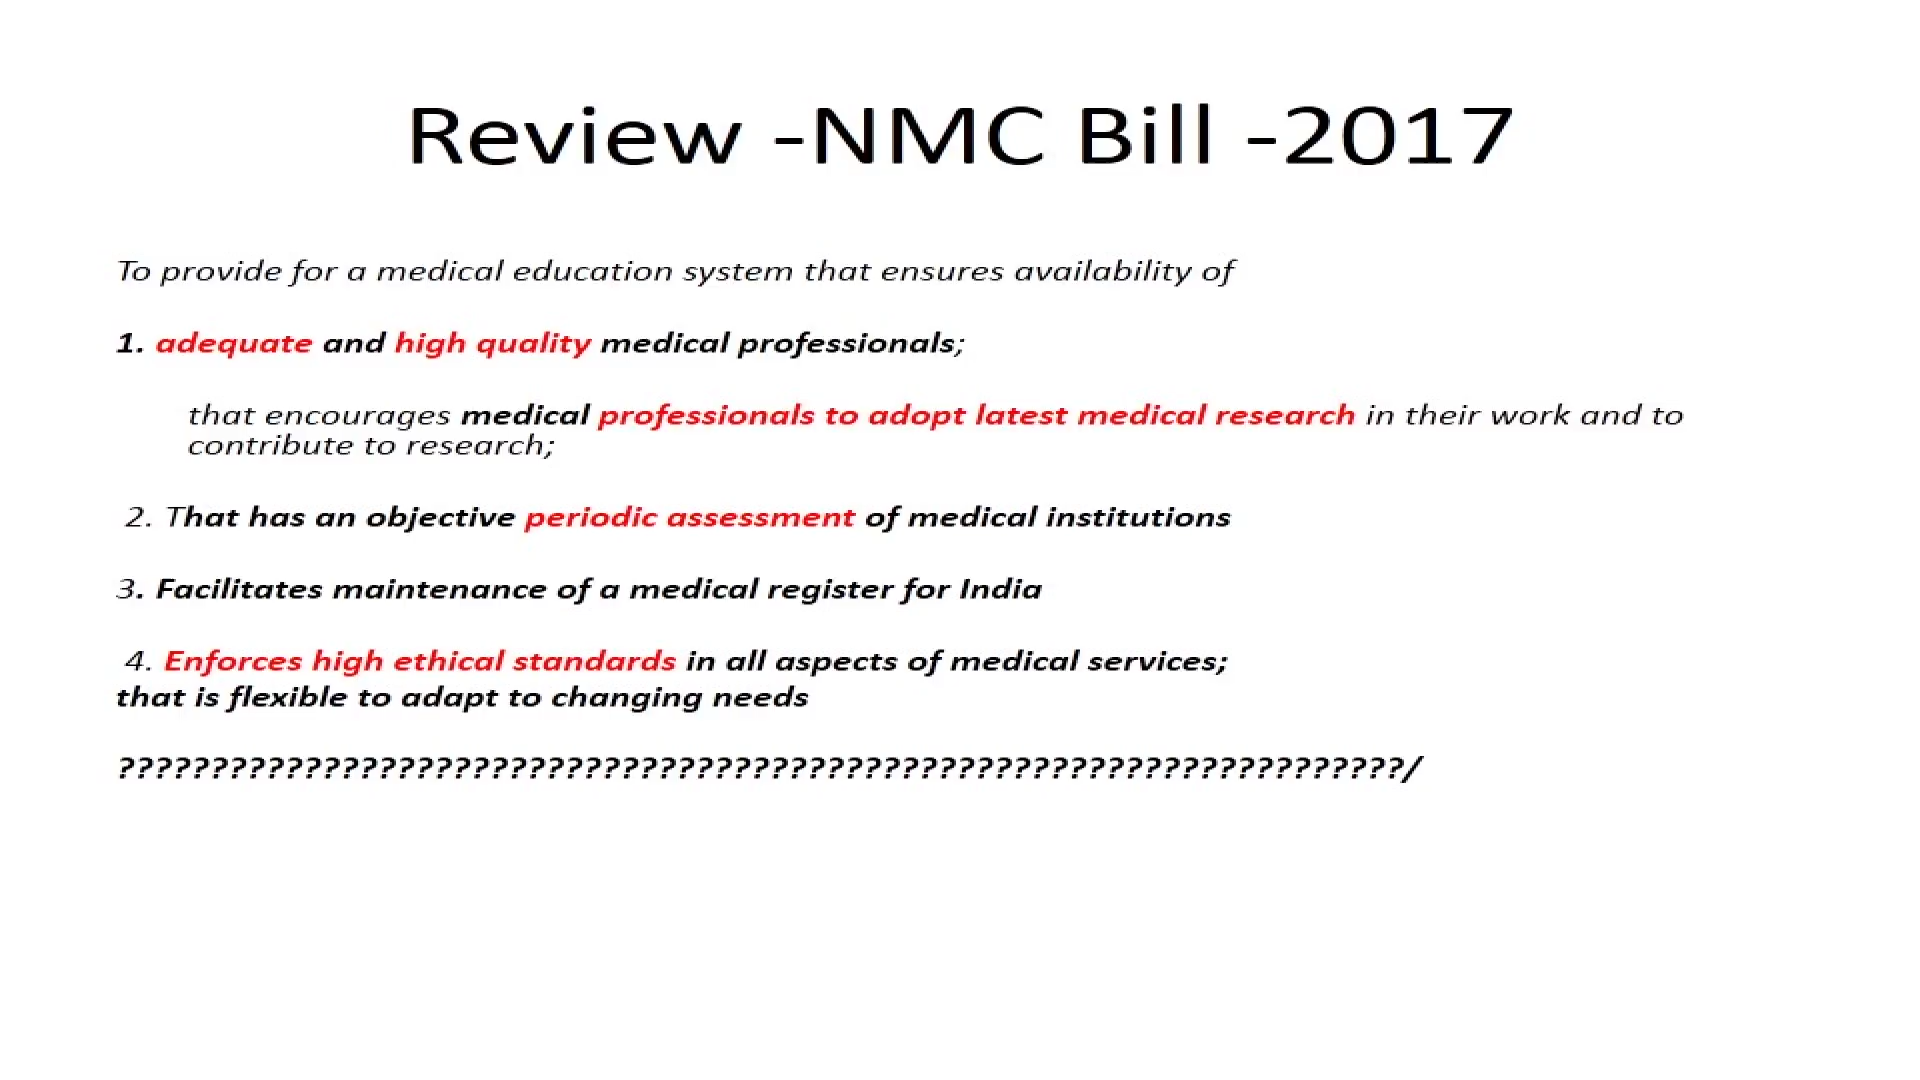 Review -NMC Bill -2017
To provide for a medical education system that ensures availability of
1. adequate and high quality medical professionals;
that encourages medical professionals to adopt latest medical research in their work and to
contribute to research;
2. That has an objective periodic assessment of medical institutions
3. Facilitates maintenance of a medical register for India
4. Enforces high ethical standards in all aspects of medical services;
that is flexible to adapt to changing needs
?????????????????????????????????????????????????????????????????????/